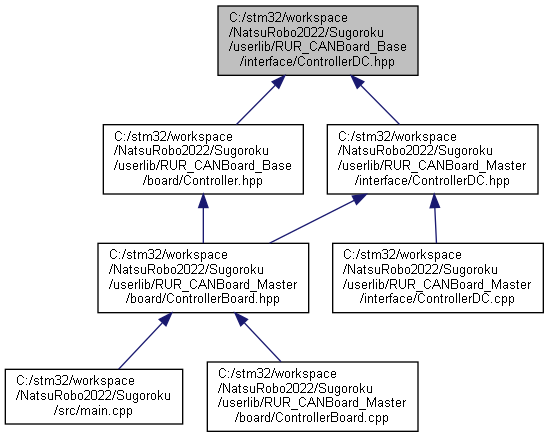 C:/stm32/workspace
/NatsuRobo2022/Sugoroku
/userlib/RUR_CANBoard_Base
/interface/ControllerDC.hpp
C:/stm32/workspace
/NatsuRobo2022/Sugoroku
/userlib/RUR_CANBoard_Base
/board/Controller.hpp
C:/stm32/workspace
/NatsuRobo2022/Sugoroku
/userlib/RUR_CANBoard_Master
/interface/ControllerDC.hpp
C:/stm32/workspace
/NatsuRobo2022/Sugoroku
/userlib/RUR_CANBoard_Master
/board/ControllerBoard.hpp
C:/stm32/workspace
/NatsuRobo2022/Sugoroku
/userlib/RUR_CANBoard_Master
/interface/ControllerDC.cpp
C:/stm32/workspace
/NatsuRobo2022/Sugoroku
/src/main.cpp
C:/stm32/workspace
/NatsuRobo2022/Sugoroku
/userlib/RUR_CANBoard_Master
/board/ControllerBoard.cpp